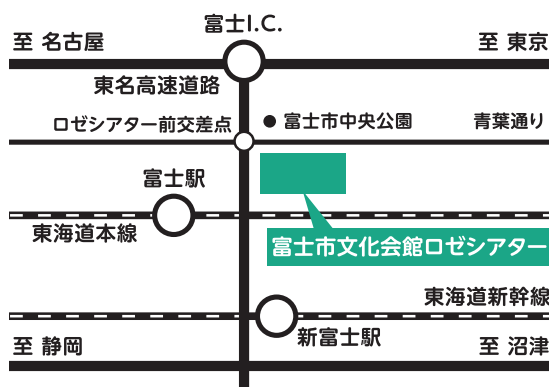 富士I.C.
至 名古屋
至 東京
東名高速道路
ロゼシアター前交差点
富士市中央公園
青葉通り
富士駅
東海道本線
富士市文化会館ロゼシアター
東海道新幹線
新富士駅
至 静岡
至 沼津